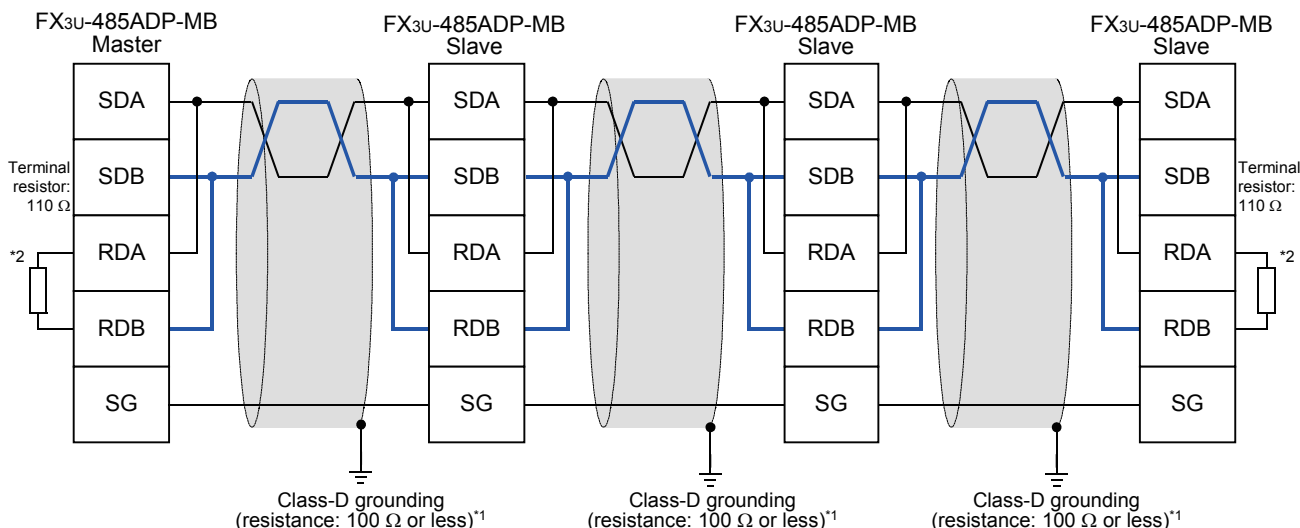 FX3U-485ADP-MB
Master
FX3U-485ADP-MB
Slave
FX3U-485ADP-MB
Slave
FX3U-485ADP-MB
Slave
SDA
SDB
RDA
RDB
SG
SDA
SDB
RDA
RDB
SG
SDA
SDB
RDA
RDB
SG
SDA
SDB
RDA
RDB
SG
Terminal
resistor:
110 Ω
*2
Terminal
resistor:
110 Ω
*2
Class-D grounding
(resistance: 100 Ω or less)*1
Class-D grounding
(resistance: 100 Ω or less)*1
Class-D grounding
(resistance: 100 Ω or less)*1